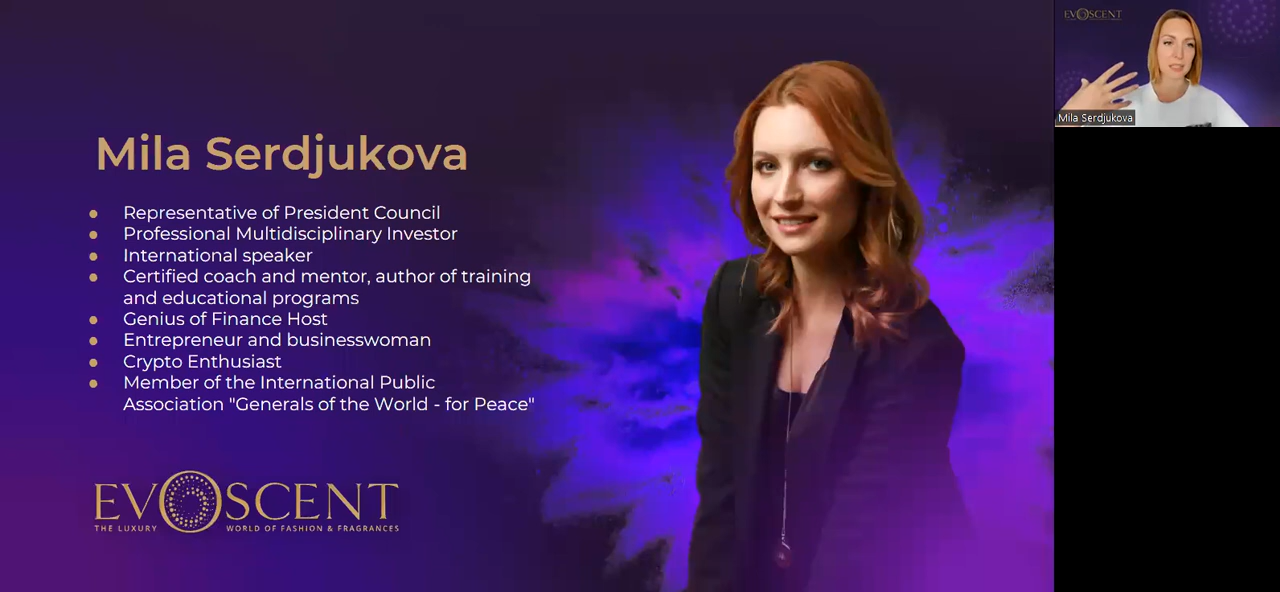 Mila Serdjukova
Representative of President Council
Professional Multidisciplinary Investor
International speaker
Certified coach and mentor, author of training
and educational programs
Genius of Finance Host
Entrepreneur and businesswoman
Crypto Enthusiast
Member of the International Public
Association "Generals of the World - for Peace"
EVOSCENT
THE LUXURY WORLD OF FASHION & FRAGRANCES
EVOSCENT
Mila Serdjukova